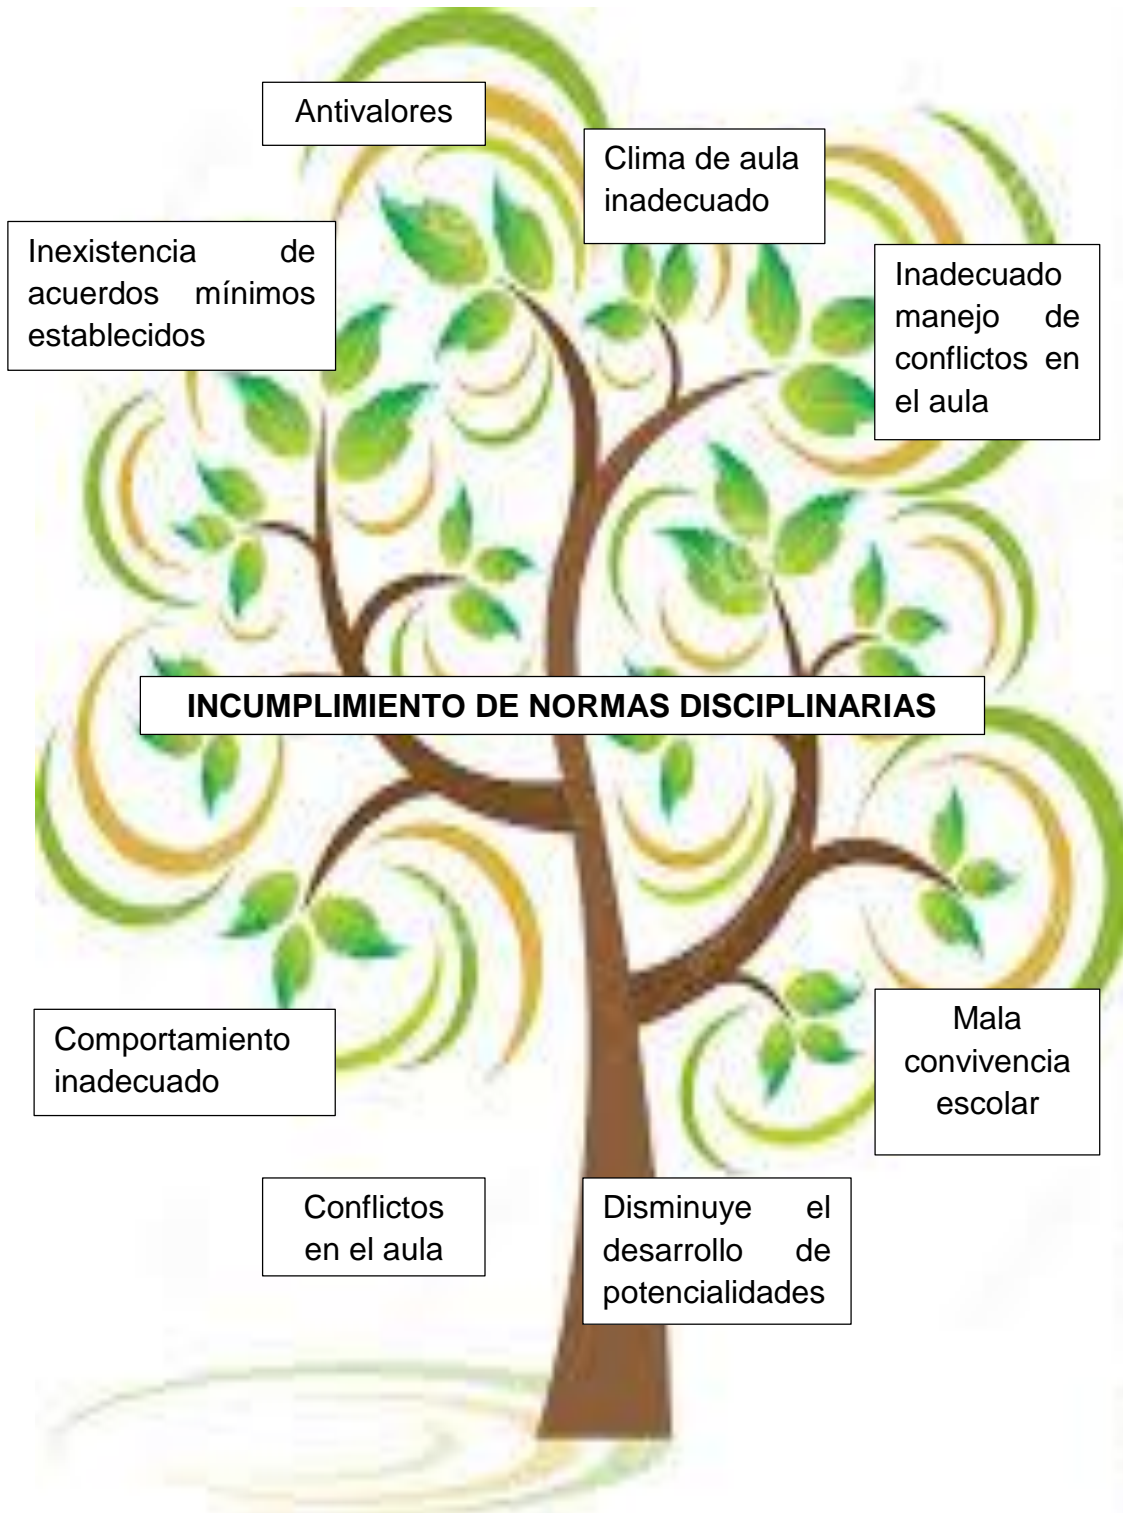 Antivalores
Clima de aula
inadecuado
Inexistencia de
acuerdos mínimos
establecidos
Inadecuado
manejo de
conflictos en
el aula
INCUMPLIMIENTO DE NORMAS DISCIPLINARIAS
Comportamiento
inadecuado
Mala
convivencia
escolar
Conflictos
en el aula
Disminuye el
desarrollo de
potencialidades